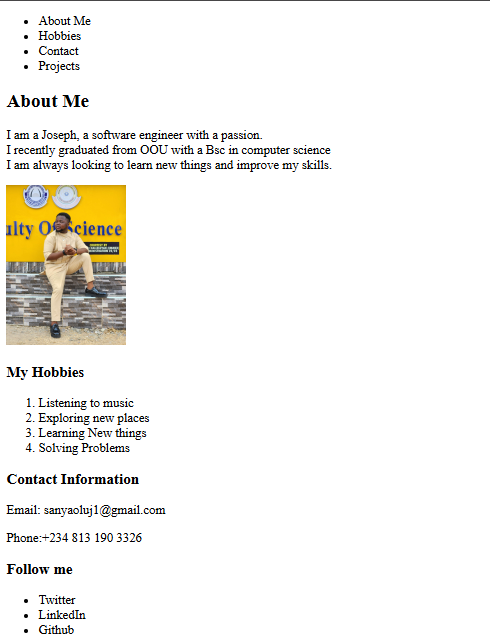 About Me
Hobbies
Contact
Projects
About Me
I am a Joseph, a software engineer with a passion.
I recently graduated from OOU with a Bsc in computer science
I am always looking to learn new things and improve my skills.
ulty Of Science
My Hobbies
1. Listening to music
2. Exploring new places
3. Learning New things
4. Solving Problems
Contact Information
Email: sanyaoluj1@gmail.com
Phone:+234 813 190 3326
Follow me
Twitter
LinkedIn
Github